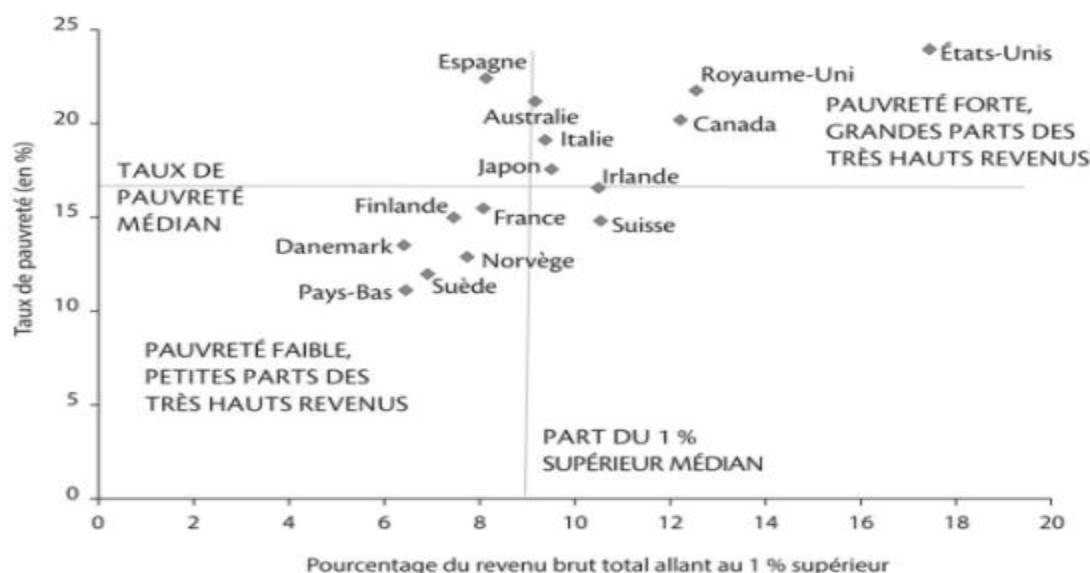 25
Espagne
États-Unis
Royaume-Uni
PAUVRETÉ FORTE,
GRANDES PARTS DES
TRÈS HAUTS REVENUS
20
Australie
Canada
Italie
TAUX DE
PAUVRETÉ
MÉDIAN
Japon
Irlande
15
Finlande
France
Suisse
Danemark
Norvège
Pays-Bas
Suède
10
PAUVRETÉ FAIBLE,
PETITES PARTS DES
TRÈS HAUTS REVENUS
5
PART DU 1 %
SUPÉRIEUR MÉDIAN
0
Taux de pauvreté (en %)
0 2 4 6 8 10 12 14 16 18 20
Pourcentage du revenu brut total allant au 1 % supérieur